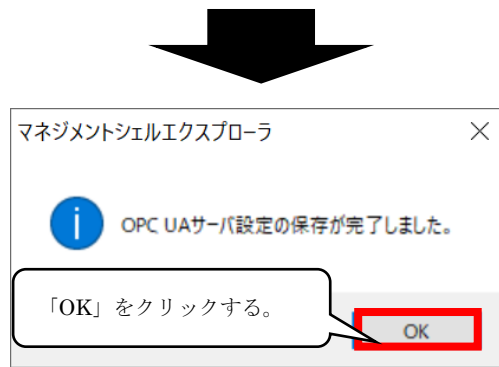 マネジメントシェルエクスプローラ
OPC UAサーバ設定の保存が完了しました。
「OK」をクリックする。
OK